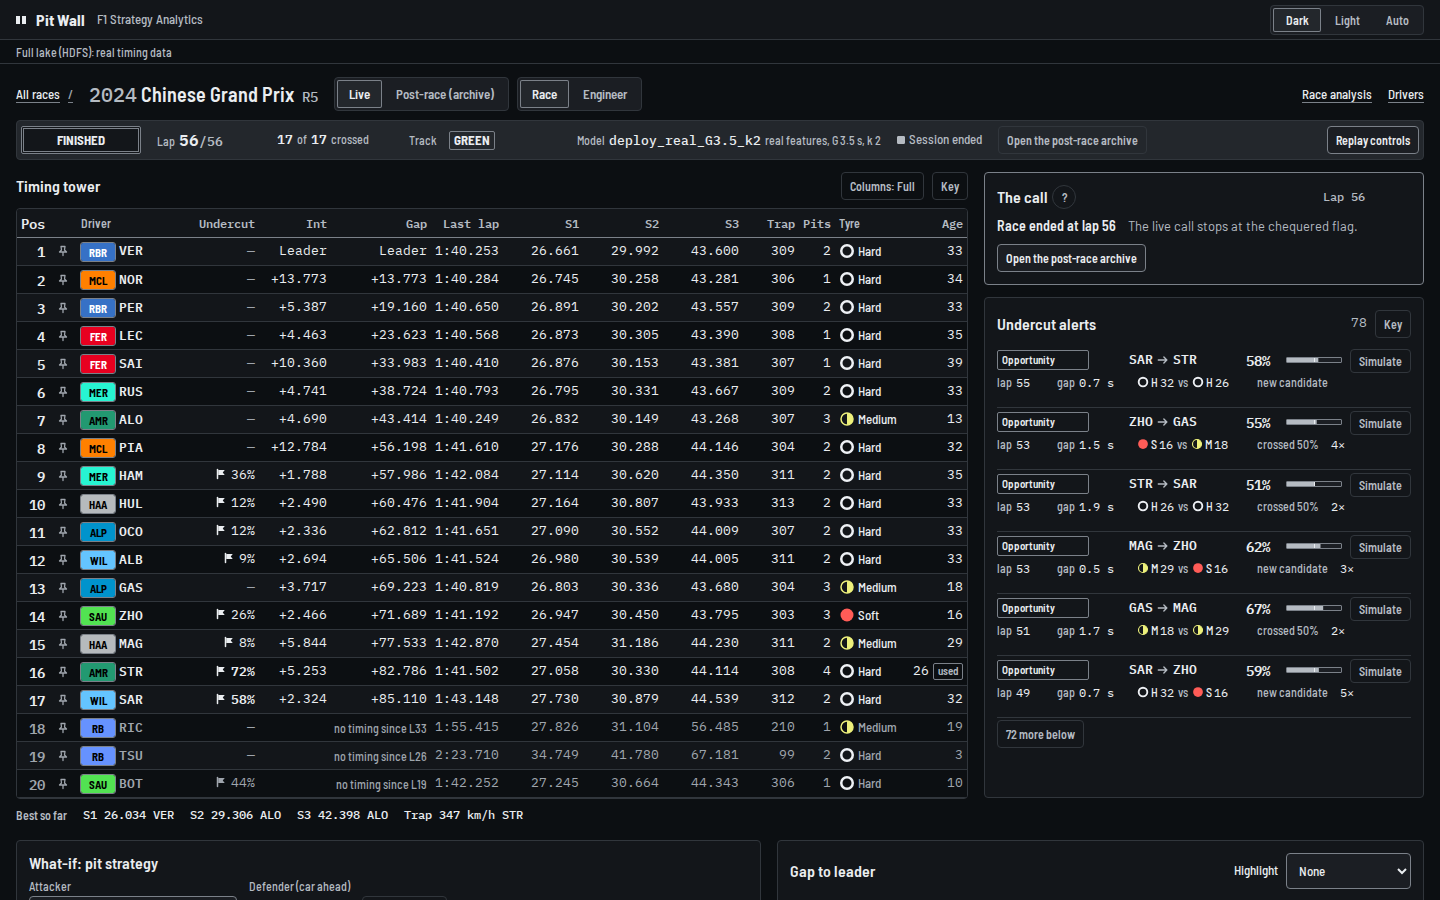 Pit Wall F1 Strategy Analytics Dark Light Auto
Full lake (HDFS): real timing data
All races / 2024 Chinese Grand Prix R5 Live Post-race (archive) Race Engineer Race analysis Drivers
FINISHED Lap 56/56 17 of 17 crossed Track GREEN Model deploy_real_G3.5_k2 real features, G 3.5 s, k 2 Session ended Open the post-race archive Replay controls
Timing tower Columns: Full Key
Pos Driver Undercut Int Gap Last lap S1 S2 S3 Trap Pits Tyre Age
1 RBR VER — Leader Leader 1:40.253 26.661 29.992 43.600 309 2 Hard 33
2 MCL NOR — +13.773 +13.773 1:40.284 26.745 30.258 43.281 306 1 Hard 34
3 RBR PER — +5.387 +19.160 1:40.650 26.891 30.202 43.557 309 2 Hard 33
4 FER LEC — +4.463 +23.623 1:40.568 26.873 30.305 43.390 308 1 Hard 35
5 FER SAI — +10.360 +33.983 1:40.410 26.876 30.153 43.381 307 1 Hard 39
6 MER RUS — +4.741 +38.724 1:40.793 26.795 30.331 43.667 309 2 Hard 33
7 AMR ALO — +4.690 +43.414 1:40.249 26.832 30.149 43.268 307 3 Medium 13
8 MCL PIA — +12.784 +56.198 1:41.610 27.176 30.288 44.146 304 2 Hard 32
9 MER HAM 36% +1.788 +57.986 1:42.084 27.114 30.620 44.350 311 2 Hard 35
10 HAA HUL 12% +2.490 +60.476 1:41.904 27.164 30.807 43.933 313 2 Hard 33
11 ALP OCO 12% +2.336 +62.812 1:41.651 27.090 30.552 44.009 307 2 Hard 33
12 WIL ALB 9% +2.694 +65.506 1:41.524 26.980 30.539 44.005 311 2 Hard 33
13 ALP GAS — +3.717 +69.223 1:40.819 26.803 30.336 43.680 304 3 Medium 18
14 SAU ZHO 26% +2.466 +71.689 1:41.192 26.947 30.450 43.795 303 3 Soft 16
15 HAA MAG 8% +5.844 +77.533 1:42.870 27.454 31.186 44.230 311 2 Medium 29
16 AMR STR 72% +5.253 +82.786 1:41.502 27.058 30.330 44.114 308 4 Hard 26 used
17 WIL SAR 58% +2.324 +85.110 1:43.148 27.730 30.879 44.539 312 2 Hard 32
18 RB RIC — no timing since L33 1:55.415 27.826 31.104 56.485 210 1 Medium 19
19 RB TSU — no timing since L26 2:23.710 34.749 41.780 67.181 99 2 Hard 3
20 SAU BOT 44% no timing since L19 1:42.252 27.245 30.664 44.343 306 1 Hard 10
Best so far S1 26.034 VER S2 29.306 ALO S3 42.398 ALO Trap 347 km/h STR
The call ? Lap 56
Race ended at lap 56 The live call stops at the chequered flag.
Open the post-race archive
Undercut alerts 78 Key
Opportunity SAR → STR 58% Simulate
lap 55 gap 0.7 s H 32 vs H 26 new candidate
Opportunity ZHO → GAS 55% Simulate
lap 53 gap 1.5 s S 16 vs M 18 crossed 50% 4×
Opportunity STR → SAR 51% Simulate
lap 53 gap 1.9 s H 26 vs H 32 crossed 50% 2×
Opportunity MAG → ZHO 62% Simulate
lap 53 gap 0.5 s M 29 vs S 16 new candidate 3×
Opportunity GAS → MAG 67% Simulate
lap 51 gap 1.7 s M 18 vs M 29 crossed 50% 2×
Opportunity SAR → ZHO 59% Simulate
lap 49 gap 0.7 s H 32 vs S 16 new candidate 5×
72 more below
What-if: pit strategy
Attacker Defender (car ahead)
Gap to leader Highlight None